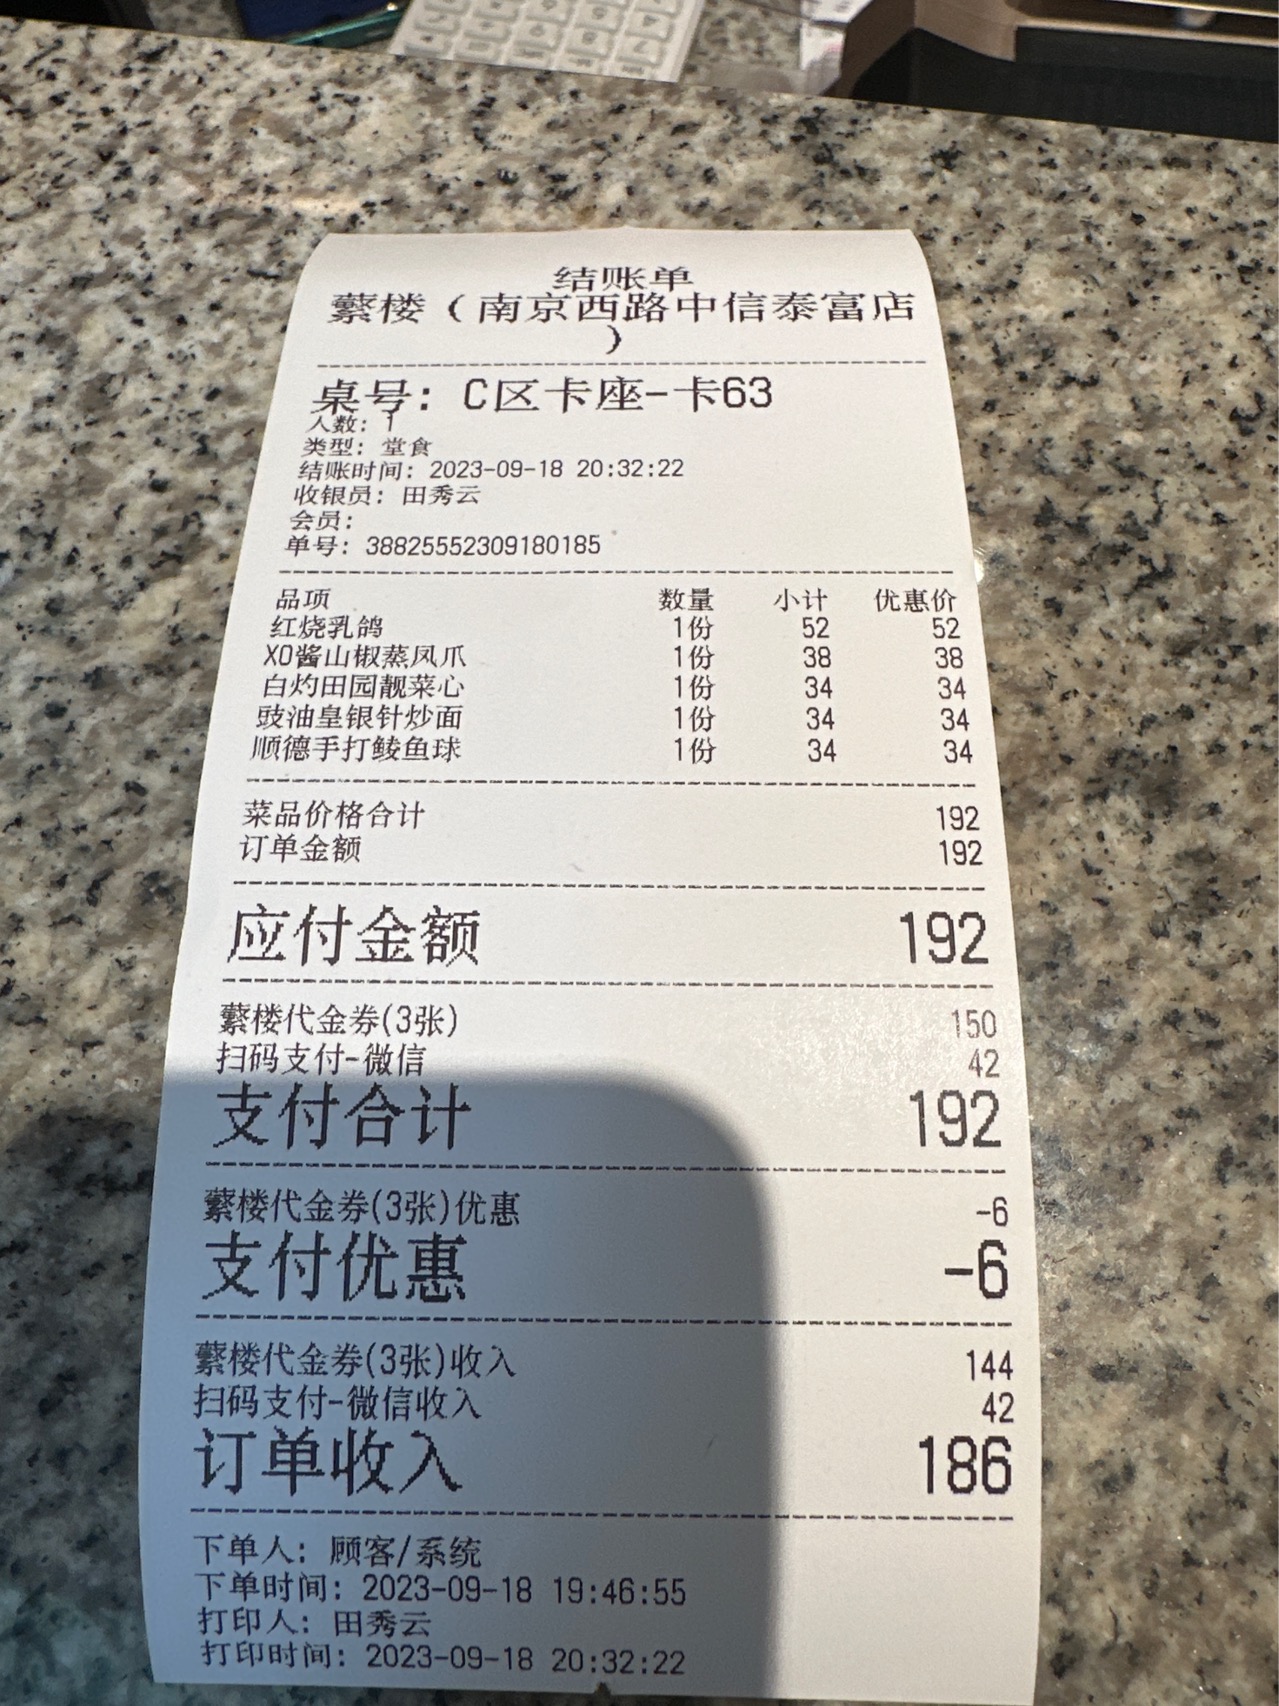 结账单
蘩楼（南京西路中信泰富店
）
桌号：C区卡座-卡63
人数：1
类型：堂食
结账时间：2023-09-18 20:32:22
收银员：田秀云
会员：
单号：38825552309180185
品项 数量 小计 优惠价
红烧乳鸽 1份 52 52
XO酱山椒蒸凤爪 1份 38 38
白灼田园靓菜心 1份 34 34
豉油皇银针炒面 1份 34 34
顺德手打鲮鱼球 1份 34 34
菜品价格合计 192
订单金额 192
应付金额 192
蘩楼代金券(3张) 150
扫码支付-微信 42
支付合计 192
蘩楼代金券(3张)优惠 -6
支付优惠 -6
蘩楼代金券(3张)收入 144
扫码支付-微信收入 42
订单收入 186
下单人：顾客/系统
下单时间：2023-09-18 19:46:55
打印人：田秀云
打印时间：2023-09-18 20:32:22